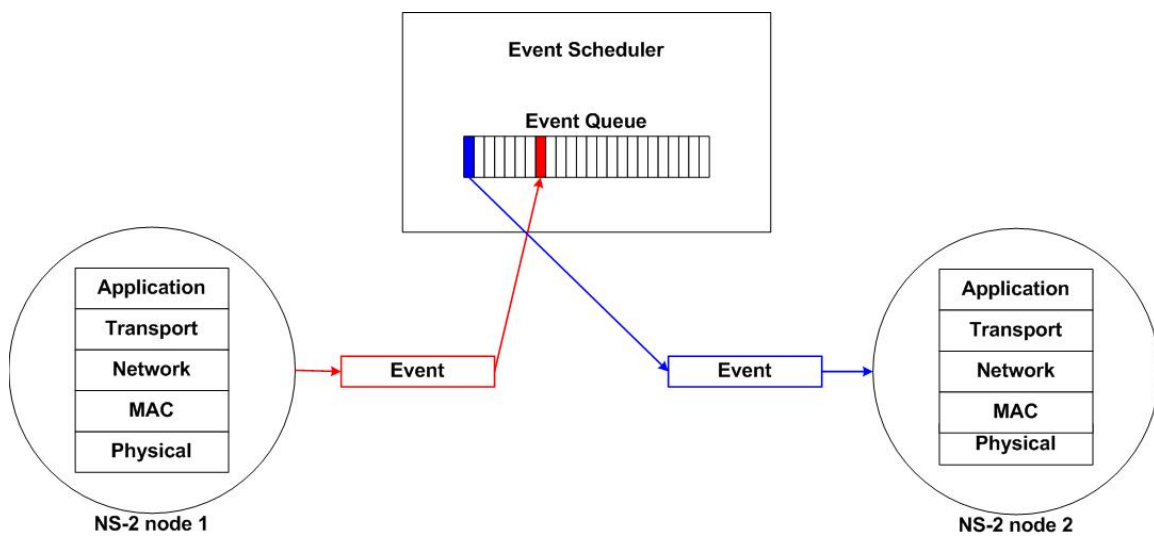 Event Scheduler
Event Queue
Application
Transport
Network
MAC
Physical
NS-2 node 1
Event
Event
Application
Transport
Network
MAC
Physical
NS-2 node 2